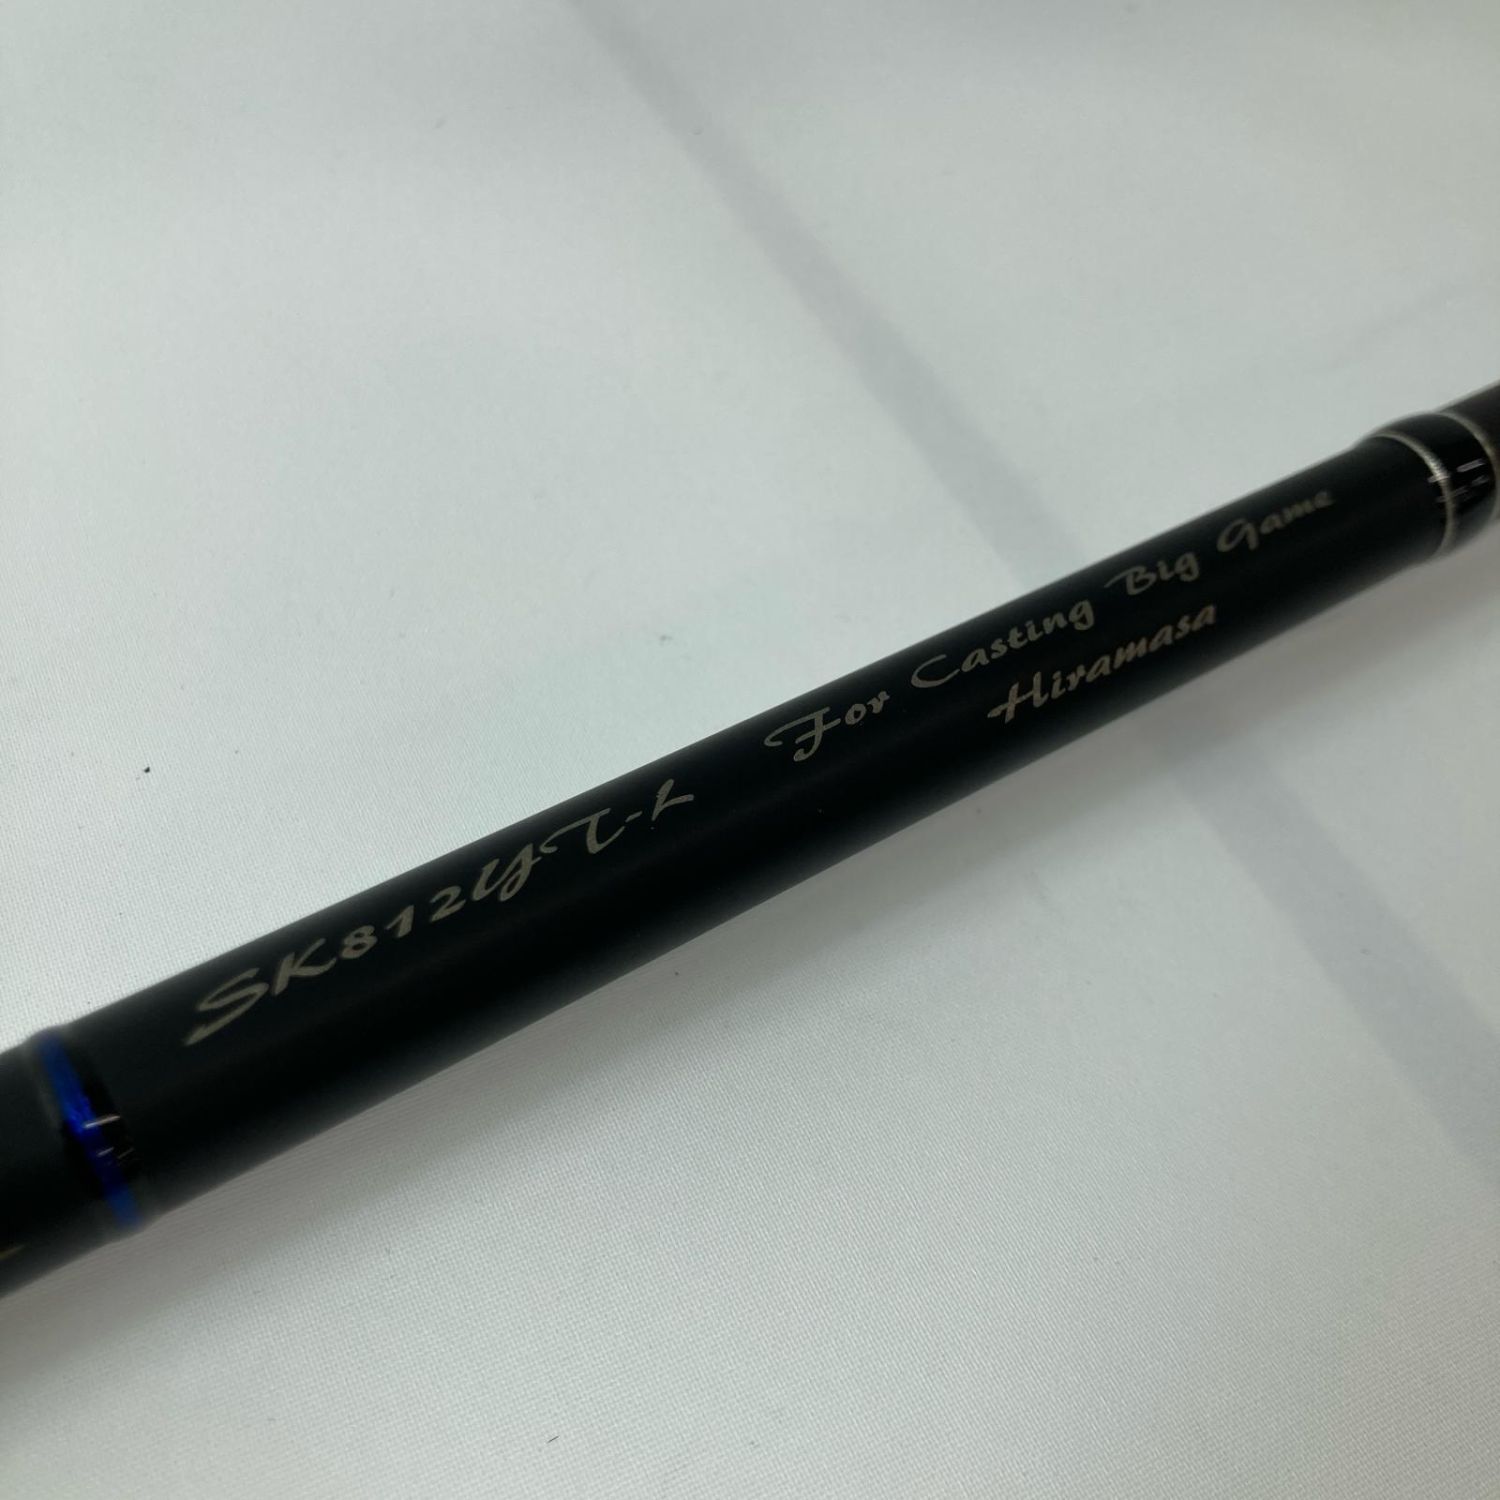 SK812YT-L For Casting Big Game
Hiramasa